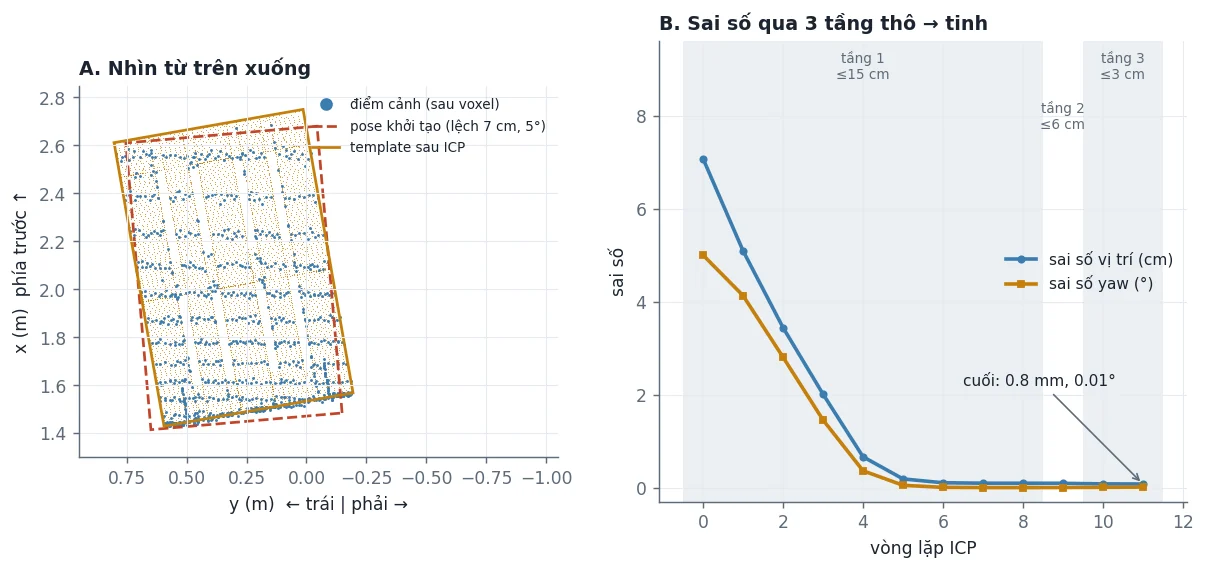 A. Nhìn từ trên xuống
điểm cảnh (sau voxel)
pose khởi tạo (lệch 7 cm, 5°)
template sau ICP
2.8
2.6
2.4
2.2
2.0
1.8
1.6
1.4
x (m)  phía trước ↑
0.75 0.50 0.25 0.00 −0.25 −0.50 −0.75 −1.00
y (m)  ← trái | phải →
B. Sai số qua 3 tầng thô → tinh
tầng 1
≤15 cm
tầng 2
≤6 cm
tầng 3
≤3 cm
sai số vị trí (cm)
sai số yaw (°)
cuối: 0.8 mm, 0.01°
8
6
4
2
0
sai số
0 2 4 6 8 10 12
vòng lặp ICP